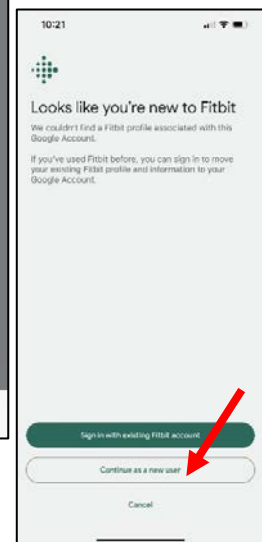 10:21
Looks like you're new to Fitbit
We couldn't find a Fitbit profile associated with this
Google Account.
If you've used Fitbit before, you can sign in to move
your existing Fitbit profile and information to your
Google Account.
Sign in with existing Fitbit account
Continue as a new user
Cancel